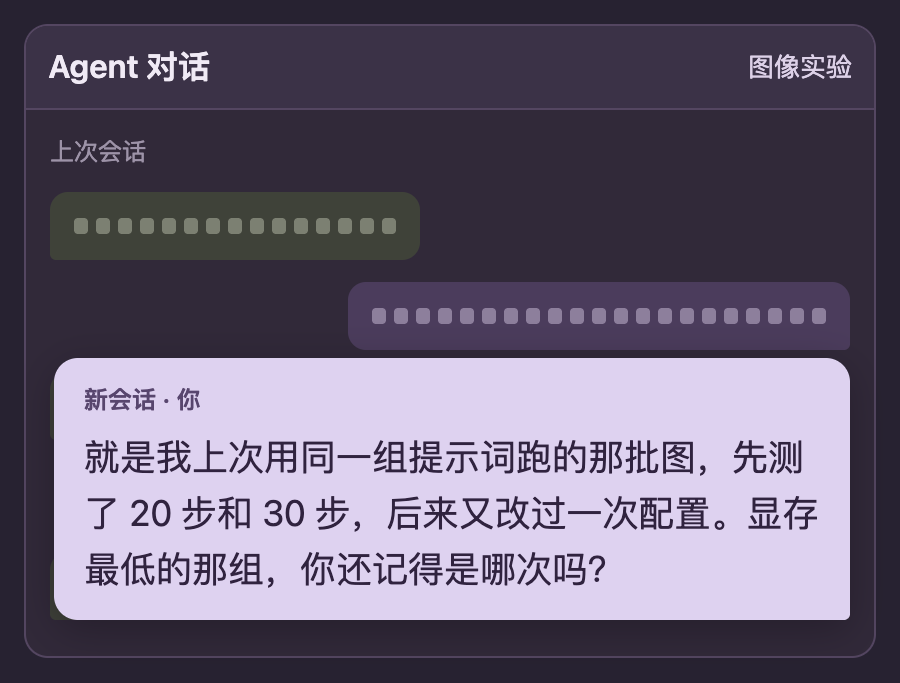 Agent 对话
图像实验
上次会话
新会话 · 你
就是我上次用同一组提示词跑的那批图，先测
了 20 步和 30 步，后来又改过一次配置。显存
最低的那组，你还记得是哪次吗？